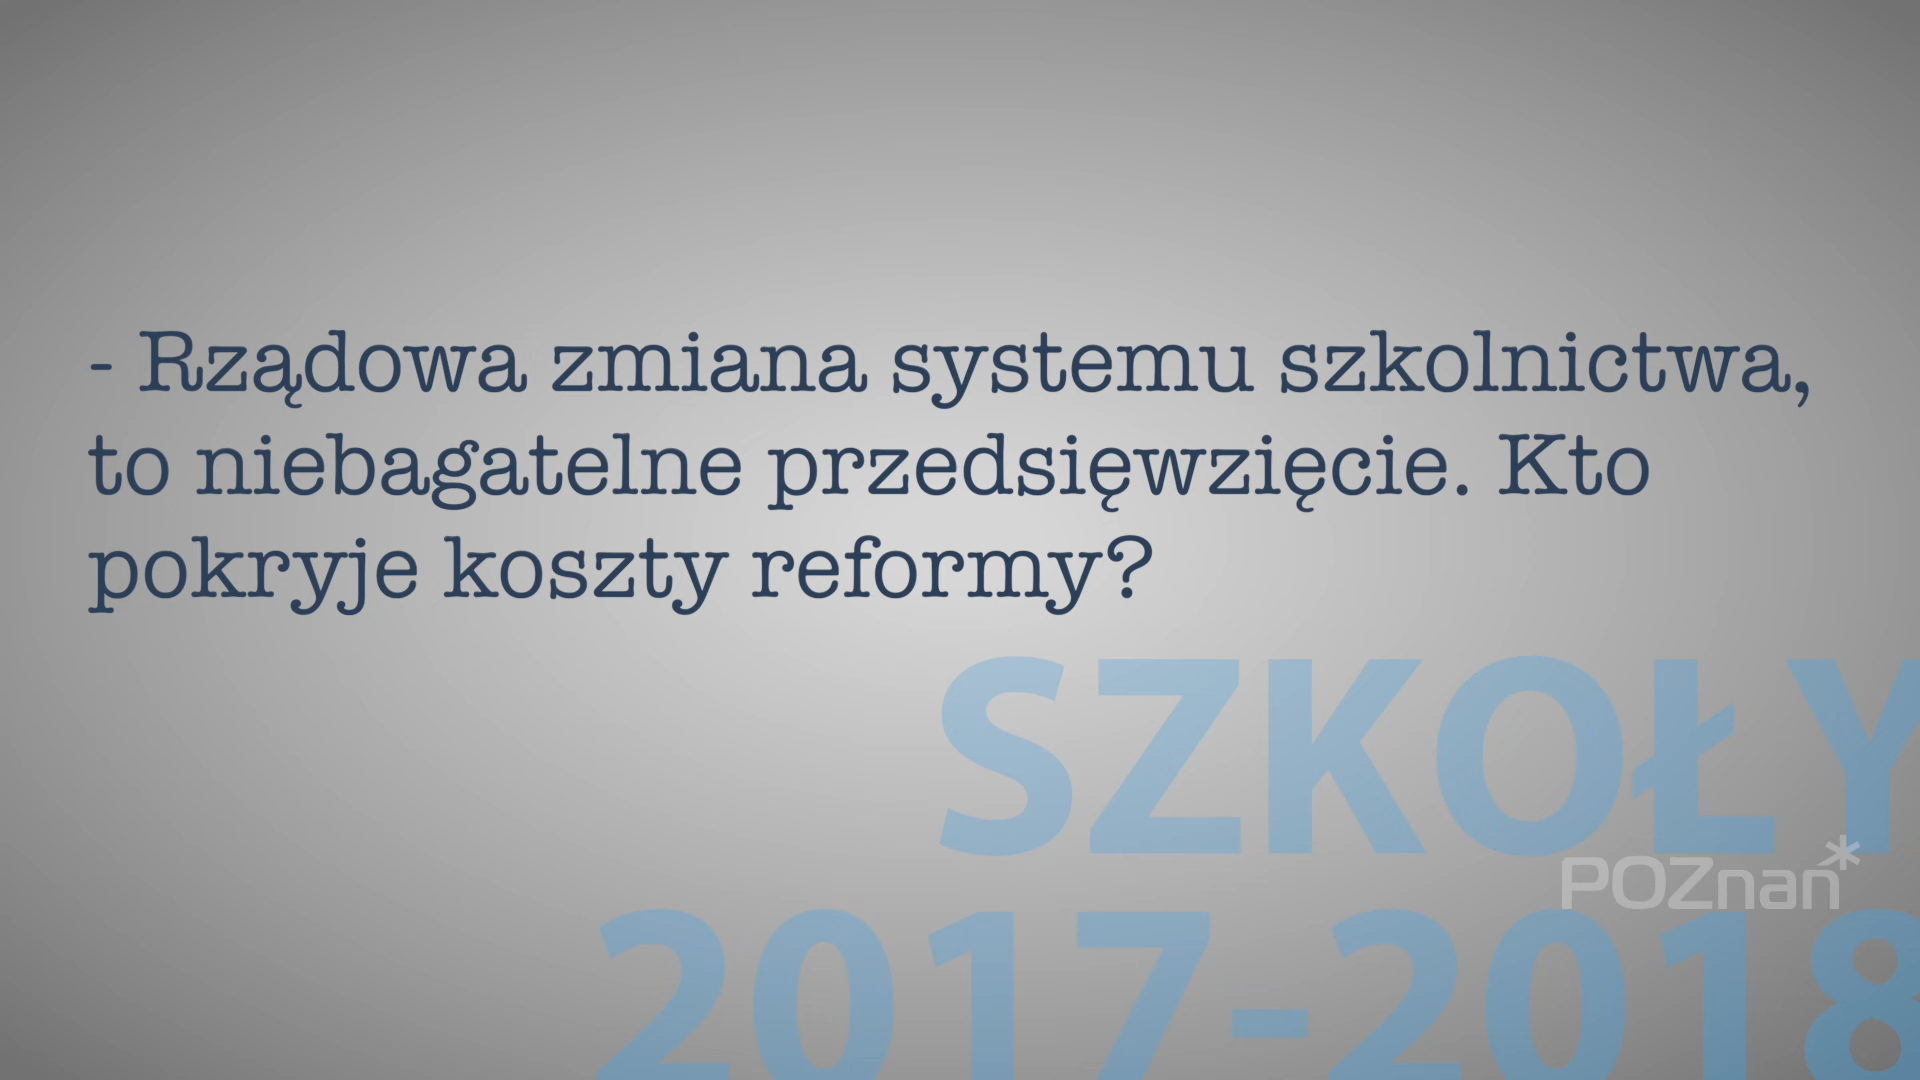 - Rządowa zmiana systemu szkolnictwa,
to niebagatelne przedsięwzięcie. Kto
pokryje koszty reformy?
SZKOŁY
POZnan*
2017-2018